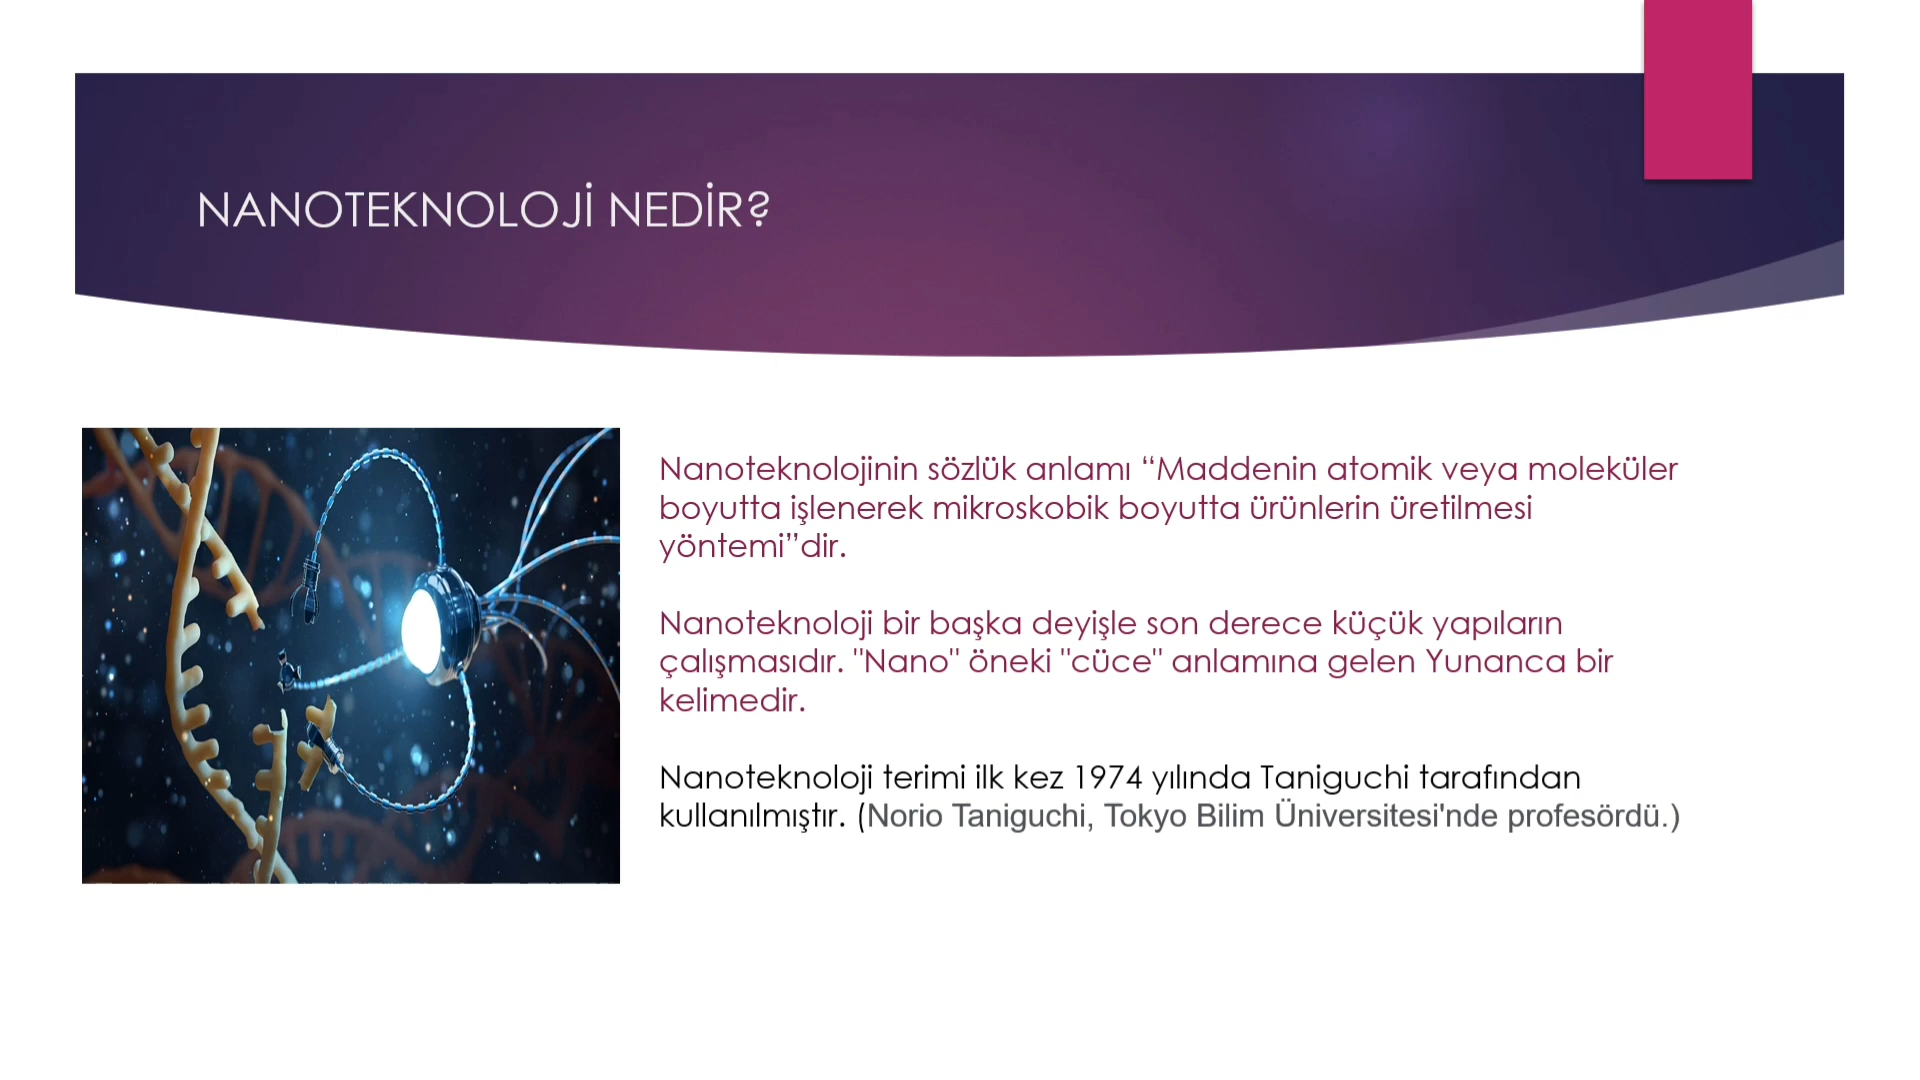 NANOTEKNOLOJİ NEDİR?
Nanoteknolojinin sözlük anlamı “Maddenin atomik veya moleküler
boyutta işlenerek mikroskobik boyutta ürünlerin üretilmesi
yöntemi”dir.
Nanoteknoloji bir başka deyişle son derece küçük yapıların
çalışmasıdır. "Nano" öneki "cüce" anlamına gelen Yunanca bir
kelimedir.
Nanoteknoloji terimi ilk kez 1974 yılında Taniguchi tarafından
kullanılmıştır. (Norio Taniguchi, Tokyo Bilim Üniversitesi'nde profesördü.)